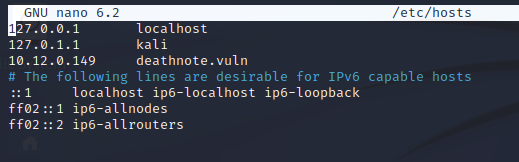 GNU nano 6.2 /etc/hosts
127.0.0.1 localhost
127.0.1.1 kali
10.12.0.149 deathnote.vuln
# The following lines are desirable for IPv6 capable hosts
::1 localhost ip6-localhost ip6-loopback
ff02::1 ip6-allnodes
ff02::2 ip6-allrouters